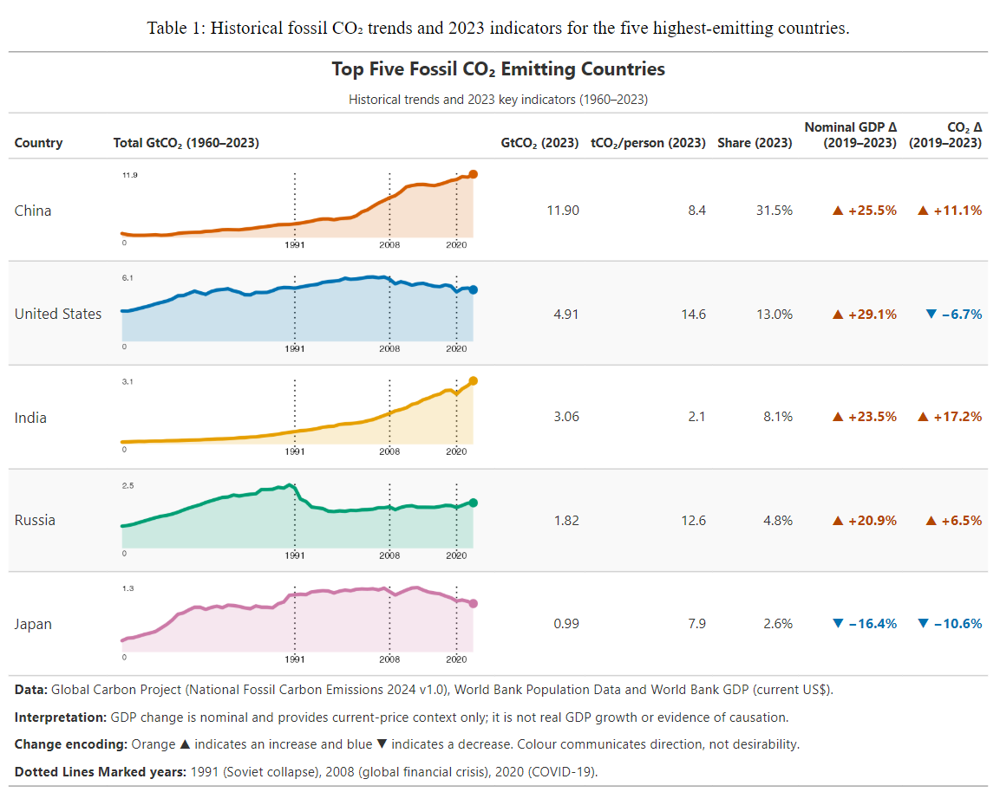 Table 1: Historical fossil CO₂ trends and 2023 indicators for the five highest-emitting countries.
Top Five Fossil CO₂ Emitting Countries
Historical trends and 2023 key indicators (1960–2023)
Country Total GtCO₂ (1960–2023) GtCO₂ (2023) tCO₂/person (2023) Share (2023) Nominal GDP Δ (2019–2023) CO₂ Δ (2019–2023)
11.9
China 11.90 8.4 31.5% ▲ +25.5% ▲ +11.1%
0 1991 2008 2020
6.1
United States 4.91 14.6 13.0% ▲ +29.1% ▼ −6.7%
0 1991 2008 2020
3.1
India 3.06 2.1 8.1% ▲ +23.5% ▲ +17.2%
0 1991 2008 2020
2.5
Russia 1.82 12.6 4.8% ▲ +20.9% ▲ +6.5%
0 1991 2008 2020
1.3
Japan 0.99 7.9 2.6% ▼ −16.4% ▼ −10.6%
0 1991 2008 2020
Data: Global Carbon Project (National Fossil Carbon Emissions 2024 v1.0), World Bank Population Data and World Bank GDP (current US$).
Interpretation: GDP change is nominal and provides current-price context only; it is not real GDP growth or evidence of causation.
Change encoding: Orange ▲ indicates an increase and blue ▼ indicates a decrease. Colour communicates direction, not desirability.
Dotted Lines Marked years: 1991 (Soviet collapse), 2008 (global financial crisis), 2020 (COVID-19).